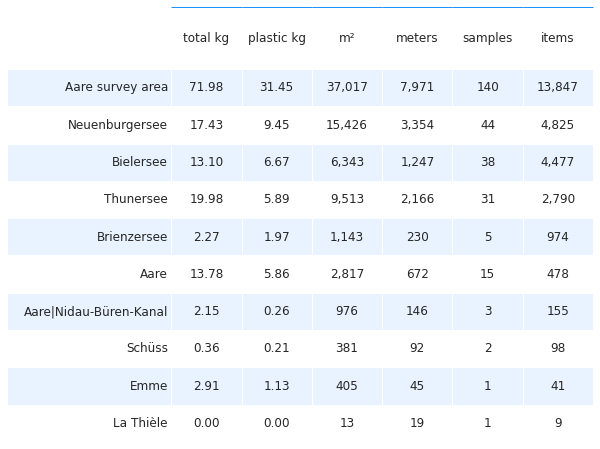 total kg plastic kg m² meters samples items
Aare survey area 71.98 31.45 37,017 7,971 140 13,847
Neuenburgersee 17.43 9.45 15,426 3,354 44 4,825
Bielersee 13.10 6.67 6,343 1,247 38 4,477
Thunersee 19.98 5.89 9,513 2,166 31 2,790
Brienzersee 2.27 1.97 1,143 230 5 974
Aare 13.78 5.86 2,817 672 15 478
Aare|Nidau-Büren-Kanal 2.15 0.26 976 146 3 155
Schüss 0.36 0.21 381 92 2 98
Emme 2.91 1.13 405 45 1 41
La Thièle 0.00 0.00 13 19 1 9